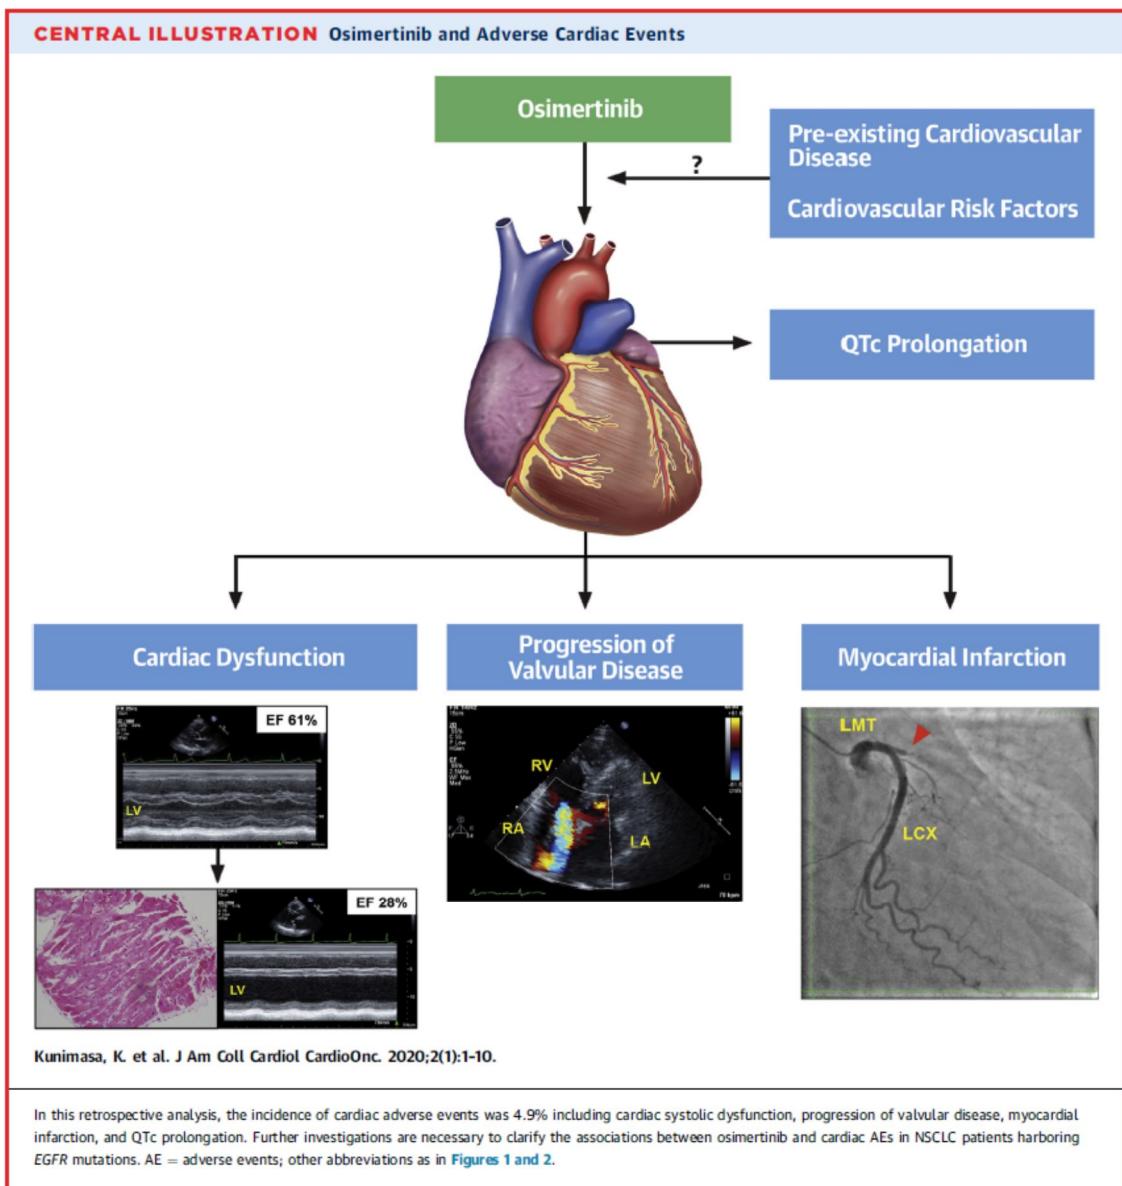 CENTRAL ILLUSTRATION Osimertinib and Adverse Cardiac Events
Osimertinib
Pre-existing Cardiovascular
Disease
Cardiovascular Risk Factors
?
QTc Prolongation
Cardiac Dysfunction
Progression of
Valvular Disease
Myocardial Infarction
EF 61%
LV
EF 28%
LV
RV
LV
RA
LA
70 bpm
LMT
LCX
Kunimasa, K. et al. J Am Coll Cardiol CardioOnc. 2020;2(1):1-10.
In this retrospective analysis, the incidence of cardiac adverse events was 4.9% including cardiac systolic dysfunction, progression of valvular disease, myocardial
infarction, and QTc prolongation. Further investigations are necessary to clarify the associations between osimertinib and cardiac AEs in NSCLC patients harboring
EGFR mutations. AE = adverse events; other abbreviations as in Figures 1 and 2.